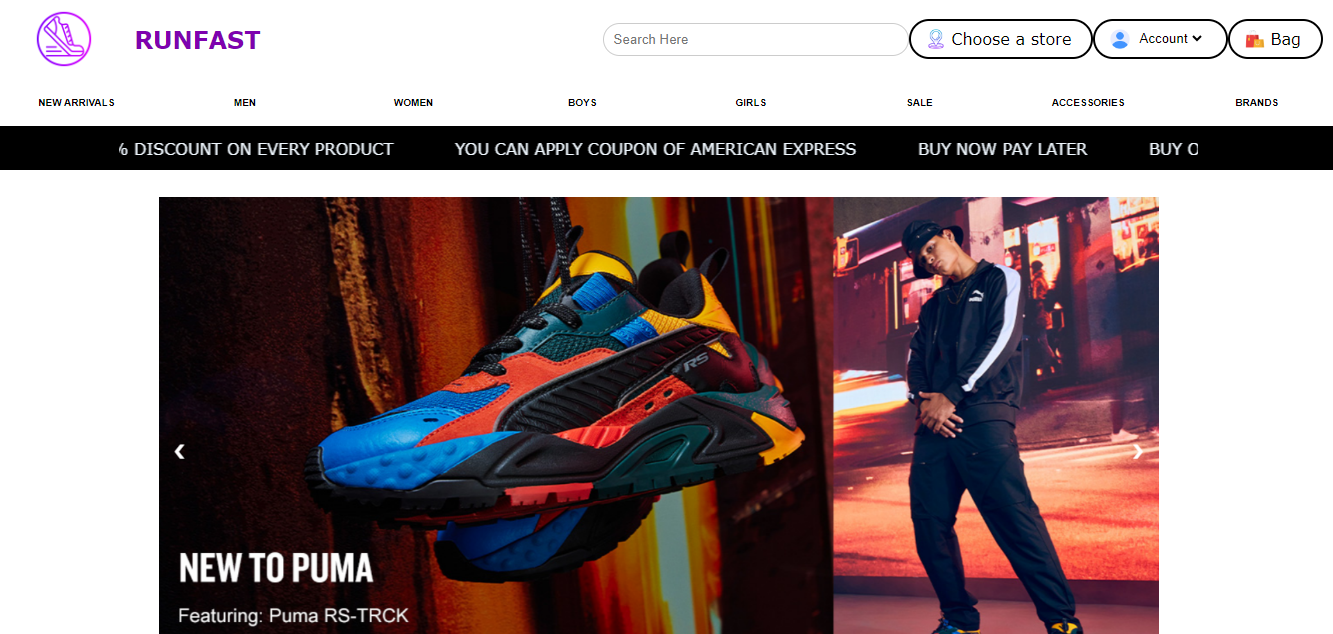 RUNFAST
Search Here
Choose a store
Account
Bag
NEW ARRIVALS MEN WOMEN BOYS GIRLS SALE ACCESSORIES BRANDS
% DISCOUNT ON EVERY PRODUCT YOU CAN APPLY COUPON OF AMERICAN EXPRESS BUY NOW PAY LATER BUY O
RS
NEW TO PUMA
Featuring: Puma RS-TRCK